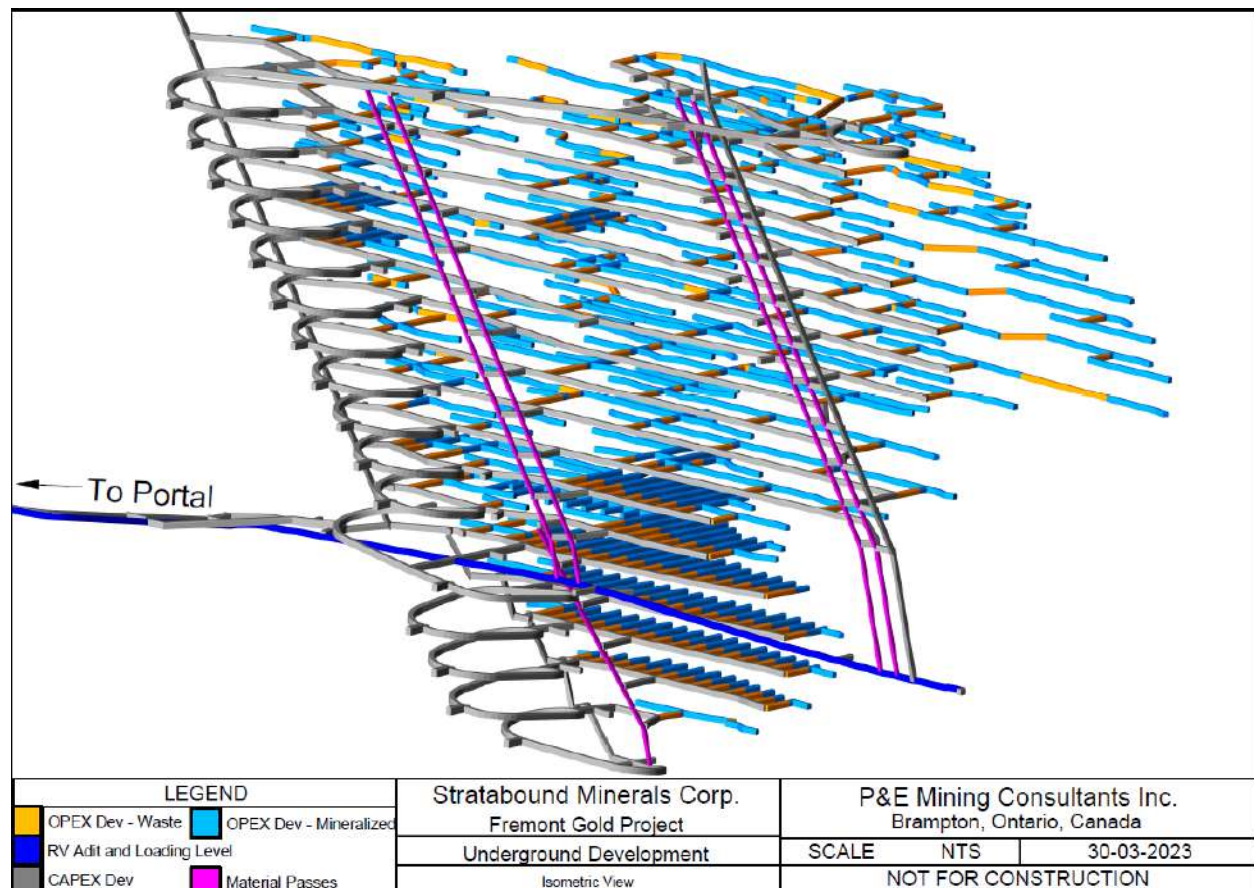 To Portal
LEGEND
OPEX Dev - Waste OPEX Dev - Mineralized
RV Adit and Loading Level
CAPEX Dev Material Passes
Stratabound Minerals Corp.
Fremont Gold Project
Underground Development
Isometric View
P&E Mining Consultants Inc.
Brampton, Ontario, Canada
SCALE NTS 30-03-2023
NOT FOR CONSTRUCTION